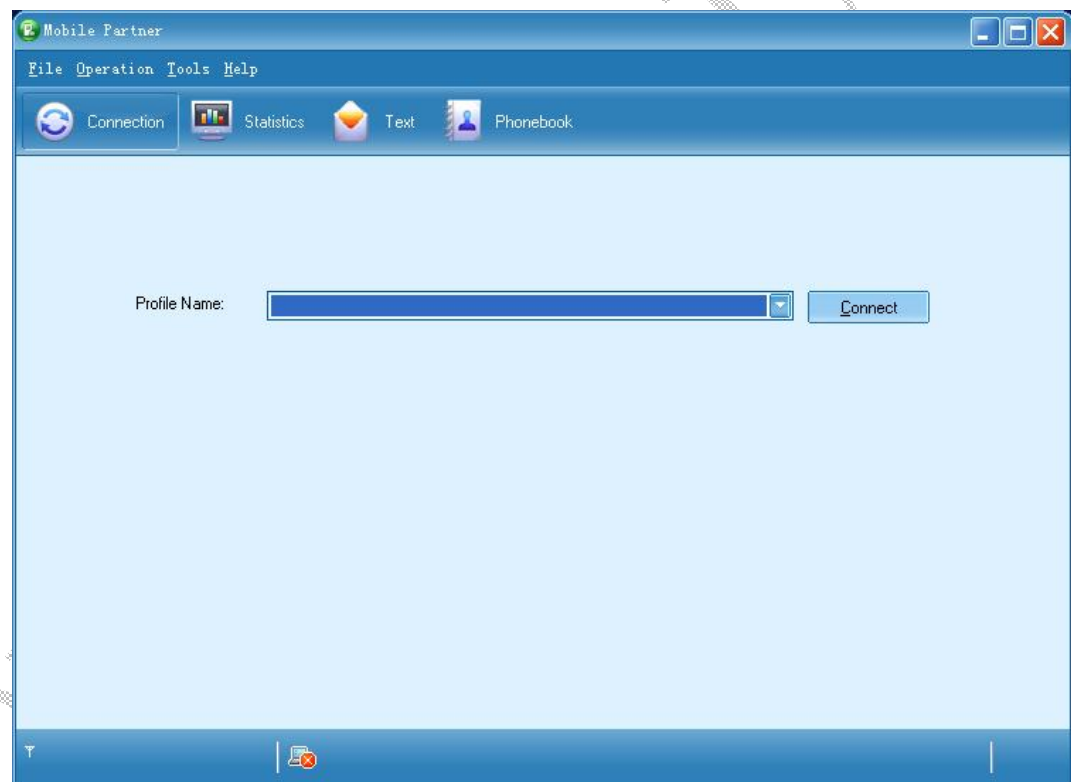 Mobile Partner
File Operation Tools Help
Connection Statistics Text Phonebook
Profile Name: Connect